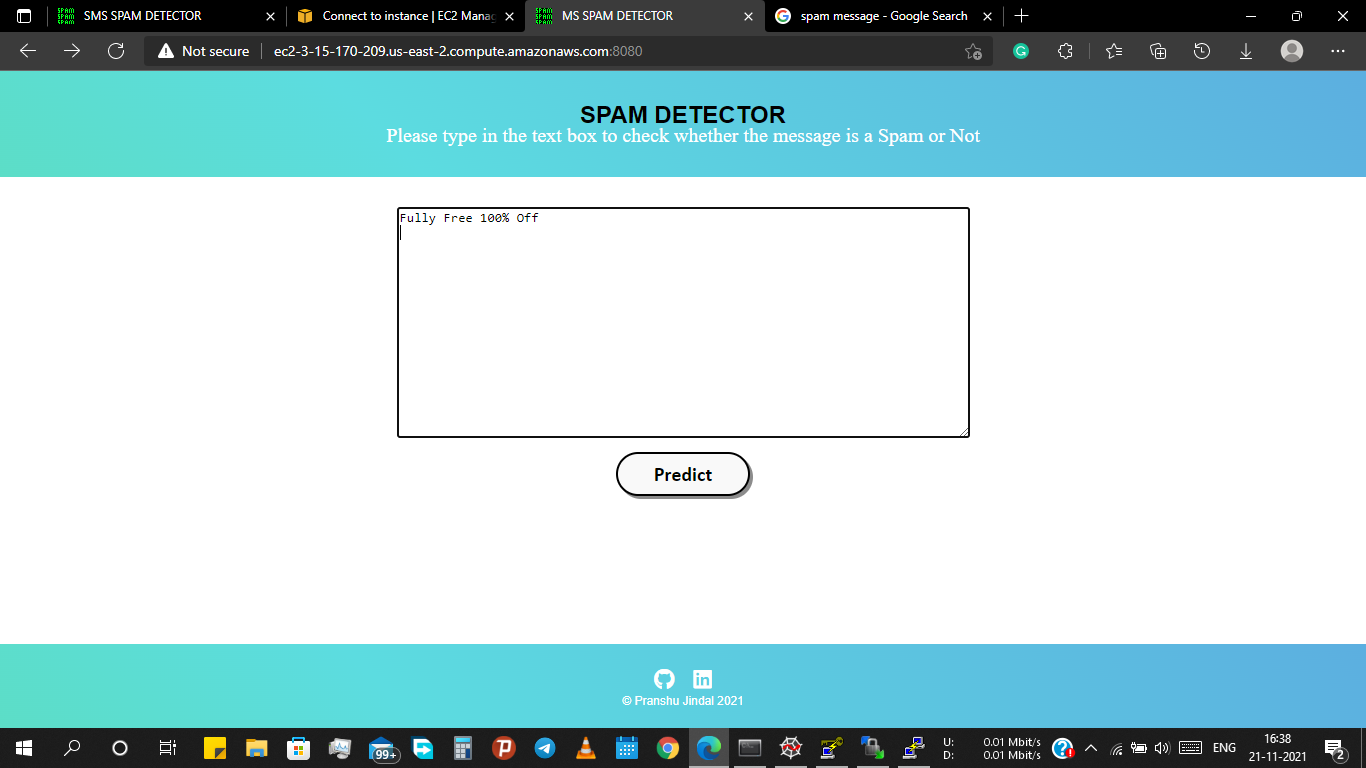 SMS SPAM DETECTOR
Connect to instance | EC2 Manag
MS SPAM DETECTOR
spam message - Google Search
Not secure
ec2-3-15-170-209.us-east-2.compute.amazonaws.com:8080
SPAM DETECTOR
Please type in the text box to check whether the message is a Spam or Not
Fully Free 100% Off
Predict
© Pranshu Jindal 2021
99+
U: 0.01 Mbit/s
D: 0.01 Mbit/s
ENG
16:38
21-11-2021
2